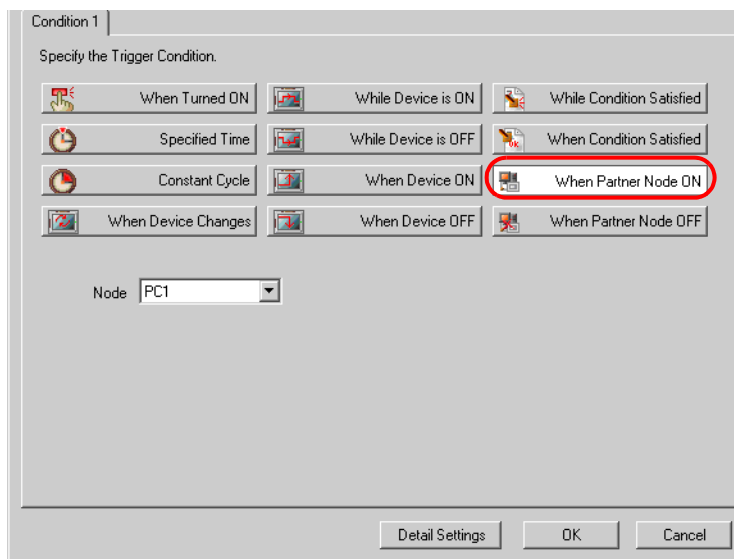 Condition 1
Specify the Trigger Condition.
When Turned ON
While Device is ON
While Condition Satisfied
Specified Time
While Device is OFF
OK
When Condition Satisfied
Constant Cycle
When Device ON
When Partner Node ON
When Device Changes
When Device OFF
When Partner Node OFF
Node
PC1
Detail Settings
OK
Cancel